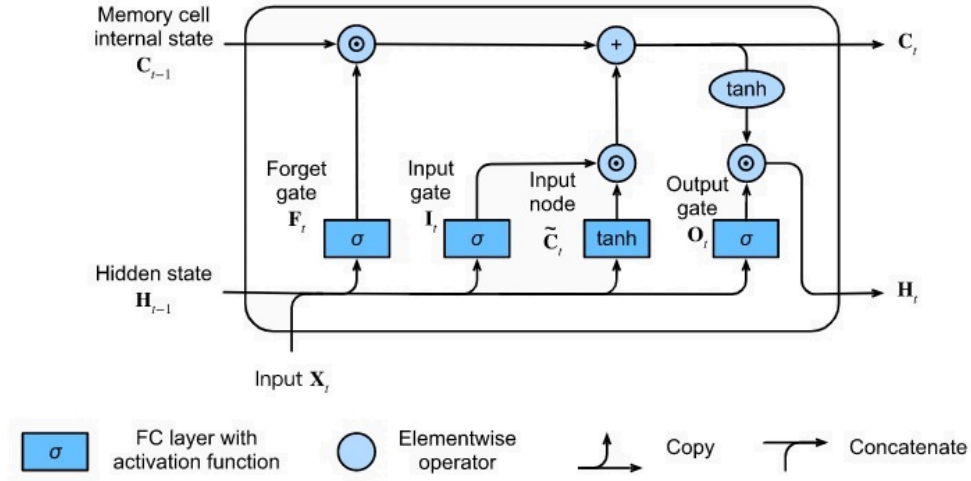 Memory cell
internal state
C_{t-1}
C_t
tanh
Forget
gate
F_t
Input
gate
I_t
Input
node
C̃_t
Output
gate
O_t
σ
σ
tanh
σ
Hidden state
H_{t-1}
H_t
Input X_t
σ
FC layer with
activation function
Elementwise
operator
Copy
Concatenate